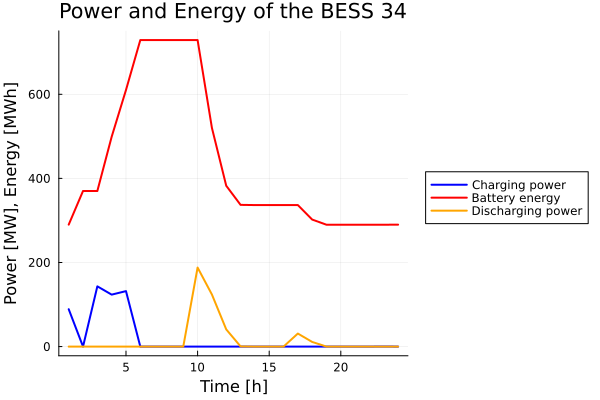 Power and Energy of the BESS 34
Power [MW], Energy [MWh]
600
400
200
0
5
10
15
20
Time [h]
Charging power
Battery energy
Discharging power